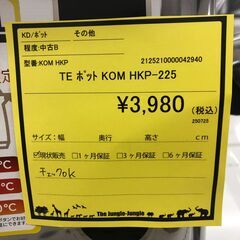 KD/ポット その他
程度:中古B
型番:KOM HKP 2125210000042940
TE ポット KOM HKP-225
¥3,980 (税込)
250725
サイズ:幅 奥行 高さ cm
☑現状販売 □1ヶ月保証 □3ヶ月保証 □6ヶ月保証
チェックOK
The Jungle-Jungle
℃
℃
℃